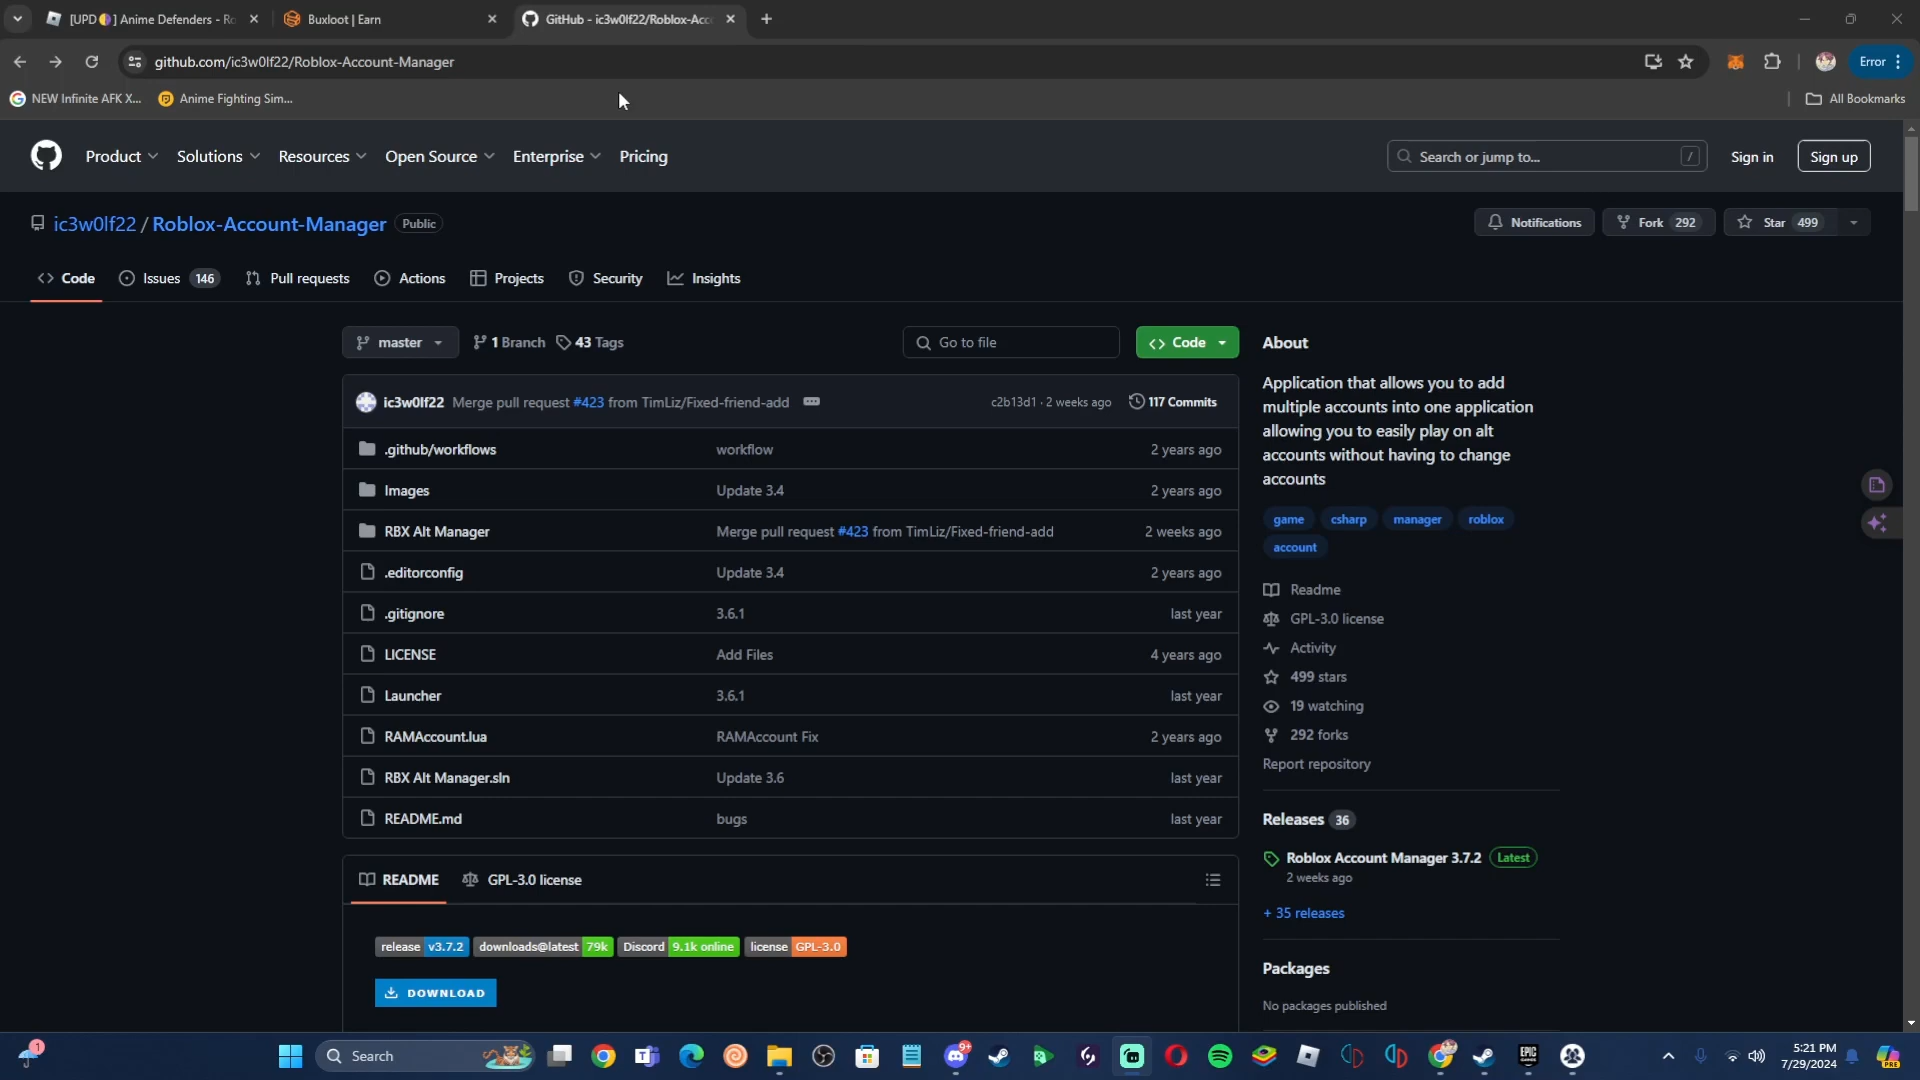 [UPD🌗] Anime Defenders - Ro
Buxloot | Earn
GitHub - ic3w0lf22/Roblox-Acc
github.com/ic3w0lf22/Roblox-Account-Manager
Error
NEW Infinite AFK X...
Anime Fighting Sim...
All Bookmarks
Product
Solutions
Resources
Open Source
Enterprise
Pricing
Search or jump to...
/
Sign in
Sign up
ic3w0lf22 / Roblox-Account-Manager
Public
Notifications
Fork 292
Star 499
Code
Issues 146
Pull requests
Actions
Projects
Security
Insights
master
1 Branch
43 Tags
Go to file
Code
ic3w0lf22 Merge pull request #423 from TimLiz/Fixed-friend-add
c2b13d1 · 2 weeks ago
117 Commits
.github/workflows workflow 2 years ago
Images Update 3.4 2 years ago
RBX Alt Manager Merge pull request #423 from TimLiz/Fixed-friend-add 2 weeks ago
.editorconfig Update 3.4 2 years ago
.gitignore 3.6.1 last year
LICENSE Add Files 4 years ago
Launcher 3.6.1 last year
RAMAccount.lua RAMAccount Fix 2 years ago
RBX Alt Manager.sln Update 3.6 last year
README.md bugs last year
README
GPL-3.0 license
release v3.7.2 downloads@latest 79k Discord 9.1k online license GPL-3.0
DOWNLOAD
About
Application that allows you to add
multiple accounts into one application
allowing you to easily play on alt
accounts without having to change
accounts
game csharp manager roblox
account
Readme
GPL-3.0 license
Activity
499 stars
19 watching
292 forks
Report repository
Releases 36
Roblox Account Manager 3.7.2 Latest
2 weeks ago
+ 35 releases
Packages
No packages published
1
Search
9+
EPIC
5:21 PM
7/29/2024
PRE